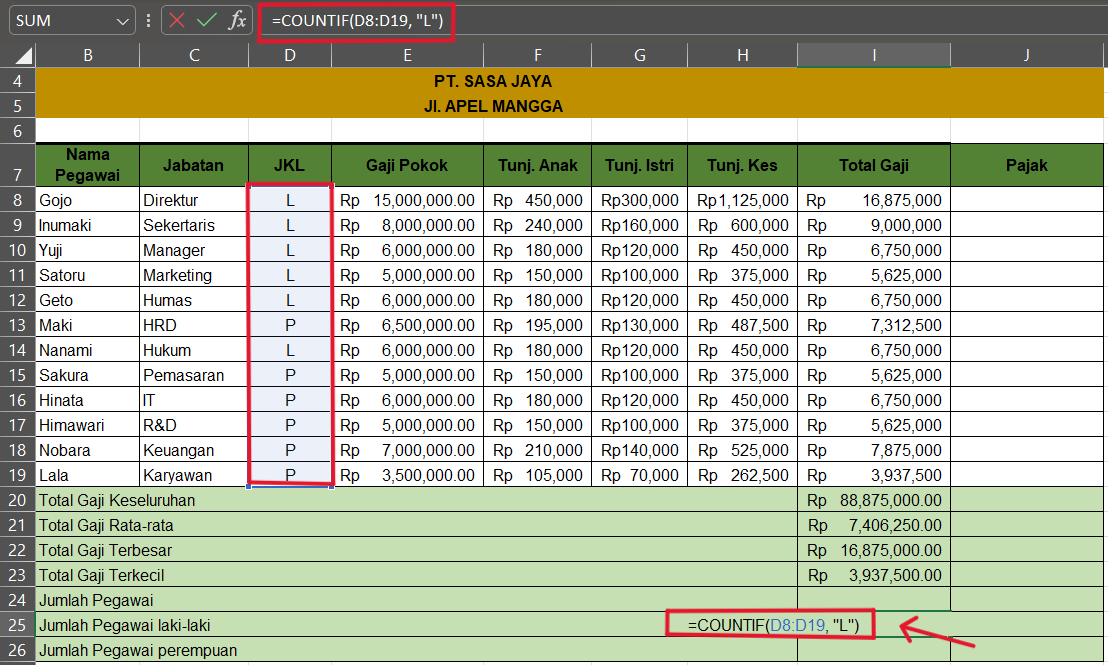 SUM =COUNTIF(D8:D19, "L")
B C D E F G H I J
4 PT. SASA JAYA
5 Jl. APEL MANGGA
6
7 Nama Pegawai Jabatan JKL Gaji Pokok Tunj. Anak Tunj. Istri Tunj. Kes Total Gaji Pajak
8 Gojo Direktur L Rp 15,000,000.00 Rp 450,000 Rp300,000 Rp1,125,000 Rp 16,875,000
9 Inumaki Sekertaris L Rp 8,000,000.00 Rp 240,000 Rp160,000 Rp 600,000 Rp 9,000,000
10 Yuji Manager L Rp 6,000,000.00 Rp 180,000 Rp120,000 Rp 450,000 Rp 6,750,000
11 Satoru Marketing L Rp 5,000,000.00 Rp 150,000 Rp100,000 Rp 375,000 Rp 5,625,000
12 Geto Humas L Rp 6,000,000.00 Rp 180,000 Rp120,000 Rp 450,000 Rp 6,750,000
13 Maki HRD P Rp 6,500,000.00 Rp 195,000 Rp130,000 Rp 487,500 Rp 7,312,500
14 Nanami Hukum L Rp 6,000,000.00 Rp 180,000 Rp120,000 Rp 450,000 Rp 6,750,000
15 Sakura Pemasaran P Rp 5,000,000.00 Rp 150,000 Rp100,000 Rp 375,000 Rp 5,625,000
16 Hinata IT P Rp 6,000,000.00 Rp 180,000 Rp120,000 Rp 450,000 Rp 6,750,000
17 Himawari R&D P Rp 5,000,000.00 Rp 150,000 Rp100,000 Rp 375,000 Rp 5,625,000
18 Nobara Keuangan P Rp 7,000,000.00 Rp 210,000 Rp140,000 Rp 525,000 Rp 7,875,000
19 Lala Karyawan P Rp 3,500,000.00 Rp 105,000 Rp 70,000 Rp 262,500 Rp 3,937,500
20 Total Gaji Keseluruhan Rp 88,875,000.00
21 Total Gaji Rata-rata Rp 7,406,250.00
22 Total Gaji Terbesar Rp 16,875,000.00
23 Total Gaji Terkecil Rp 3,937,500.00
24 Jumlah Pegawai
25 Jumlah Pegawai laki-laki =COUNTIF(D8:D19, "L")
26 Jumlah Pegawai perempuan